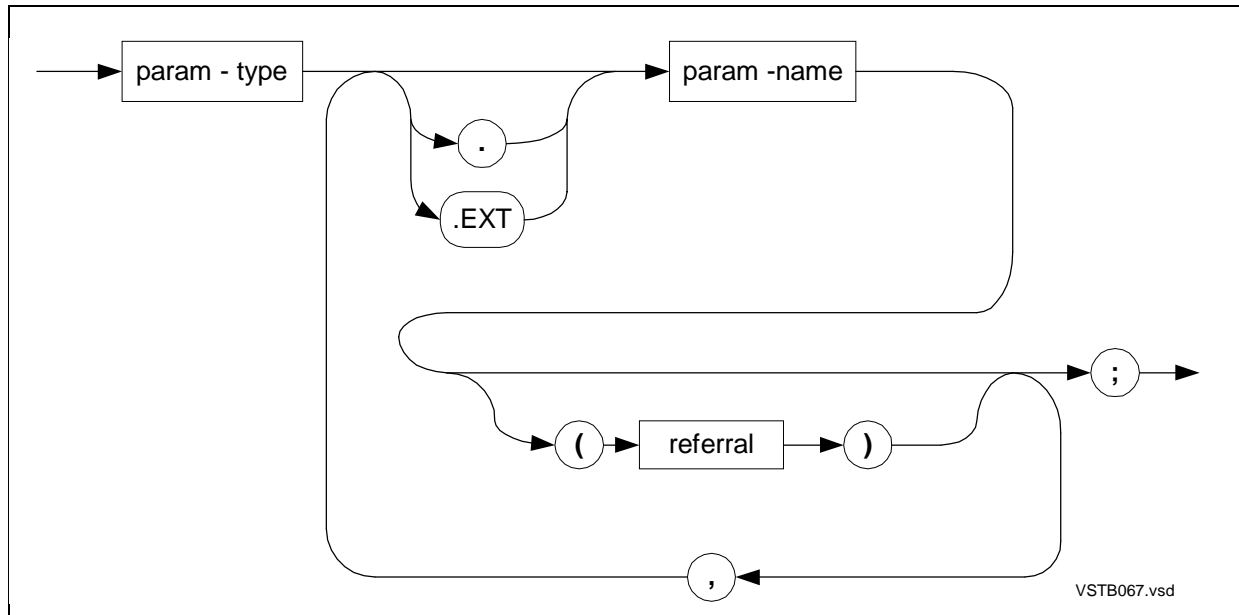 param - type
param -name
.
.EXT
;
(
referral
)
,
VSTB067.vsd